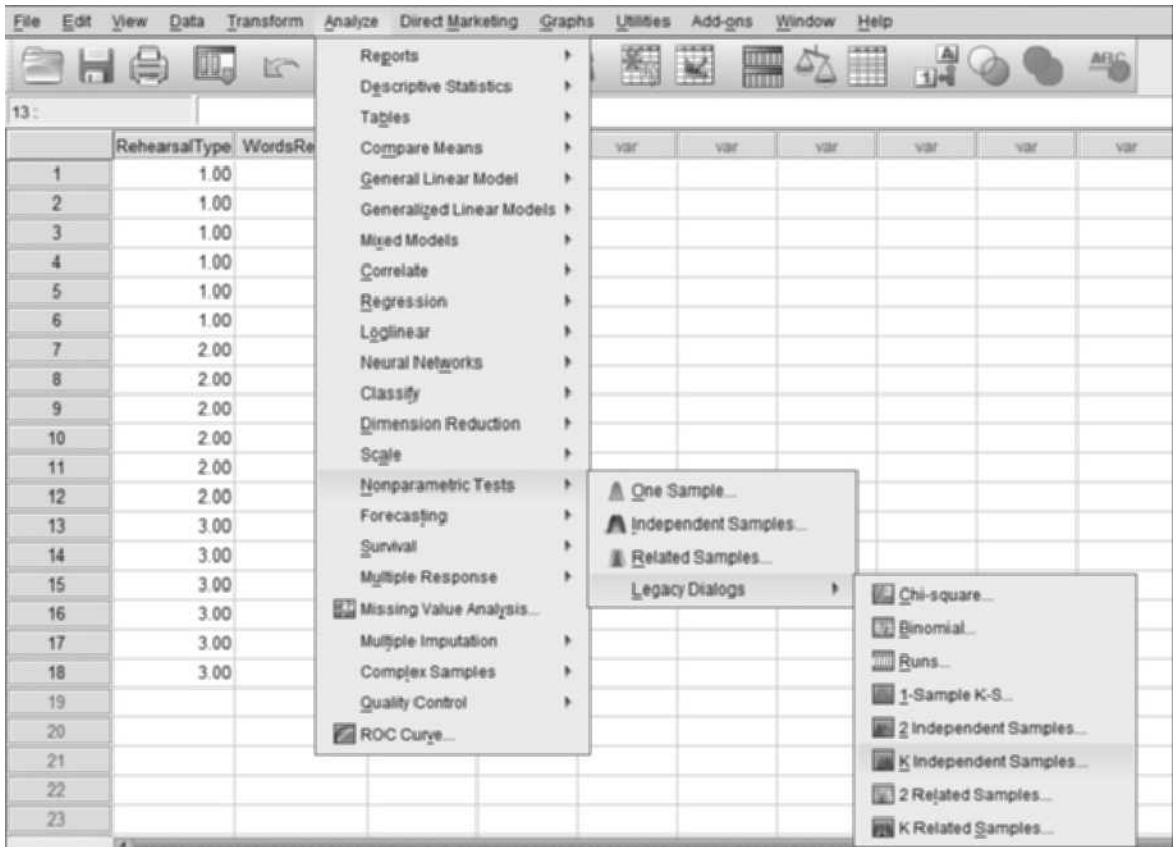 File Edit View Data Transform Analyze Direct Marketing Graphs Utilities Add-ons Window Help
13 :
RehearsalType WordsRe var var var var var var
1 1.00
2 1.00
3 1.00
4 1.00
5 1.00
6 1.00
7 2.00
8 2.00
9 2.00
10 2.00
11 2.00
12 2.00
13 3.00
14 3.00
15 3.00
16 3.00
17 3.00
18 3.00
19
20
21
22
23
Reports
Descriptive Statistics
Tables
Compare Means
General Linear Model
Generalized Linear Models
Mixed Models
Correlate
Regression
Loglinear
Neural Networks
Classify
Dimension Reduction
Scale
Nonparametric Tests
Forecasting
Survival
Multiple Response
Missing Value Analysis...
Multiple Imputation
Complex Samples
Quality Control
ROC Curve...
One Sample...
Independent Samples...
Related Samples...
Legacy Dialogs
Chi-square...
Binomial...
Runs...
1-Sample K-S...
2 Independent Samples...
K Independent Samples...
2 Related Samples...
K Related Samples...